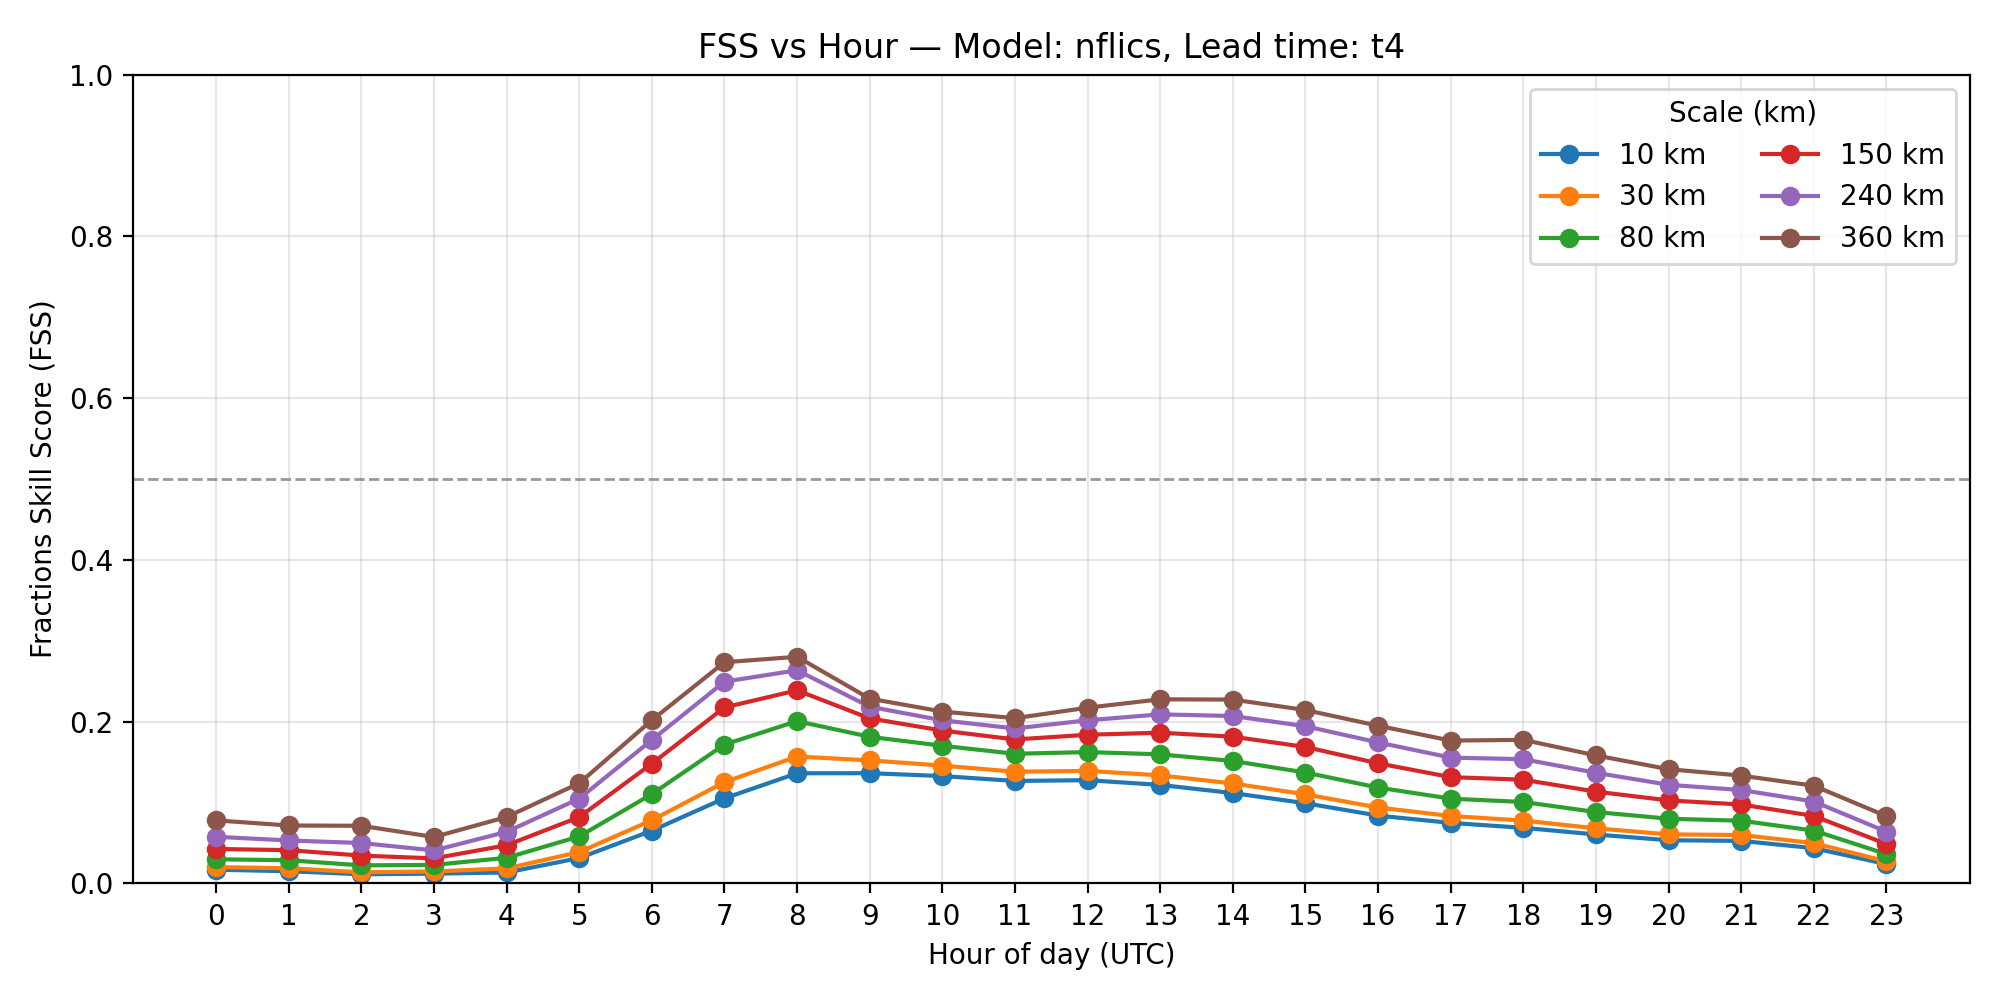 FSS vs Hour — Model: nflics, Lead time: t4
Fractions Skill Score (FSS)
1.0
0.8
0.6
0.4
0.2
0.0
Scale (km)
10 km 150 km
30 km 240 km
80 km 360 km
0 1 2 3 4 5 6 7 8 9 10 11 12 13 14 15 16 17 18 19 20 21 22 23
Hour of day (UTC)